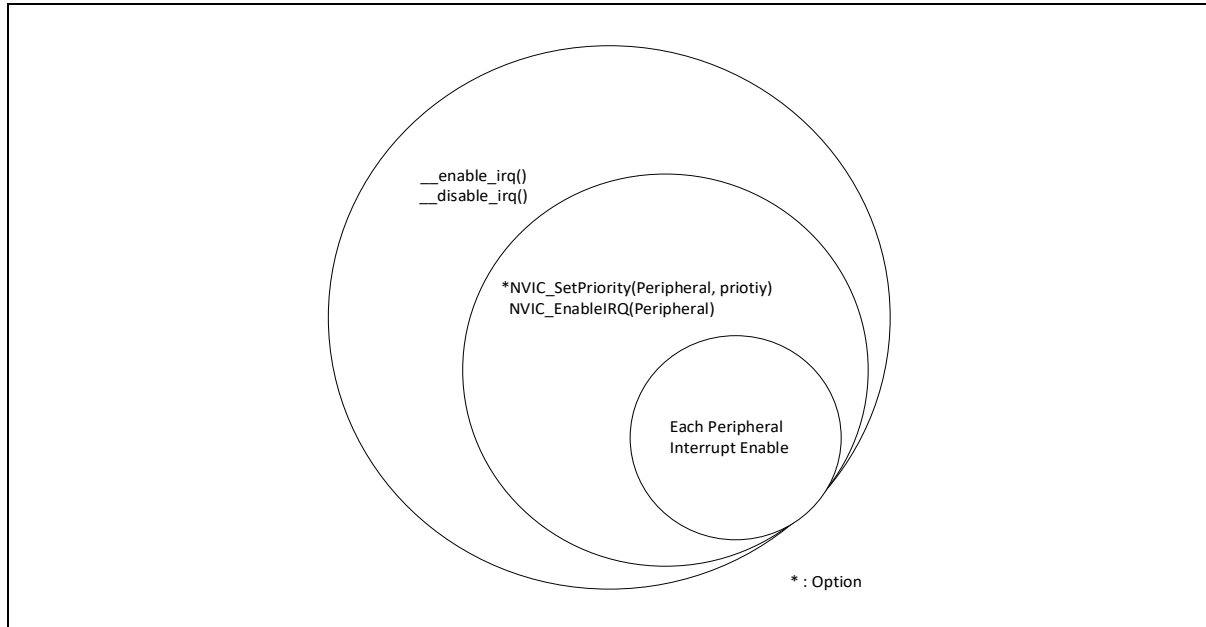 __enable_irq()
__disable_irq()
*NVIC_SetPriority(Peripheral, priotiy)
NVIC_EnableIRQ(Peripheral)
Each Peripheral
Interrupt Enable
* : Option